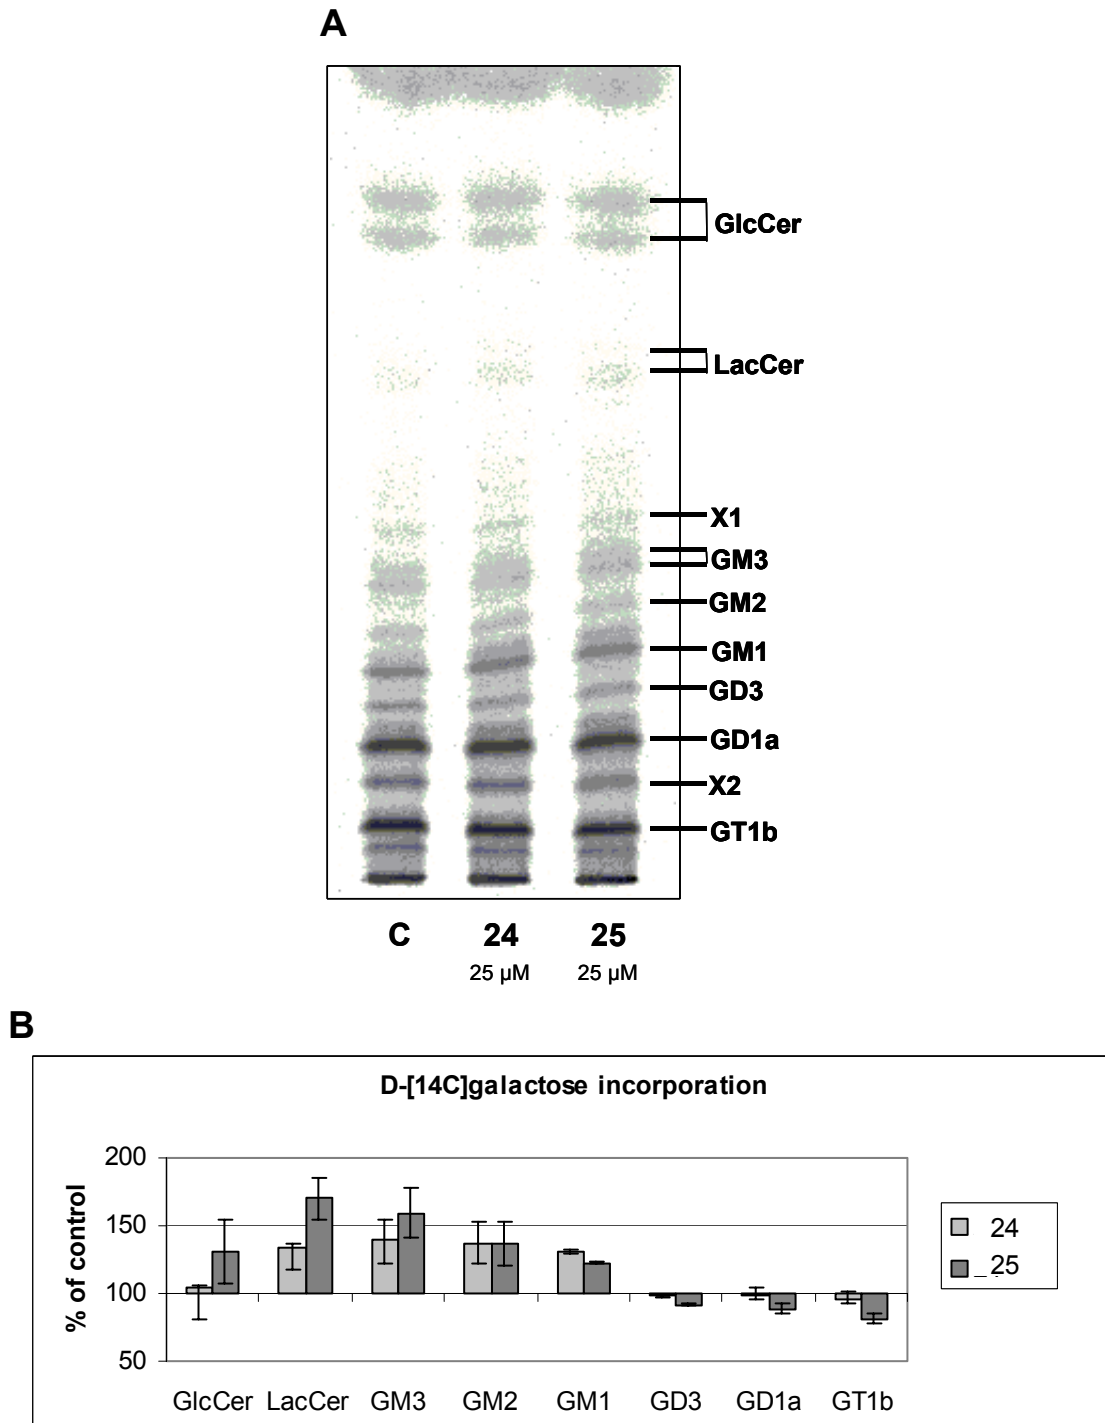 A
GlcCer
LacCer
X1
GM3
GM2
GM1
GD3
GD1a
X2
GT1b
C 24 25
25 µM 25 µM
B
D-[14C]galactose incorporation
% of control
200
150
100
50
24
25
GlcCer LacCer GM3 GM2 GM1 GD3 GD1a GT1b